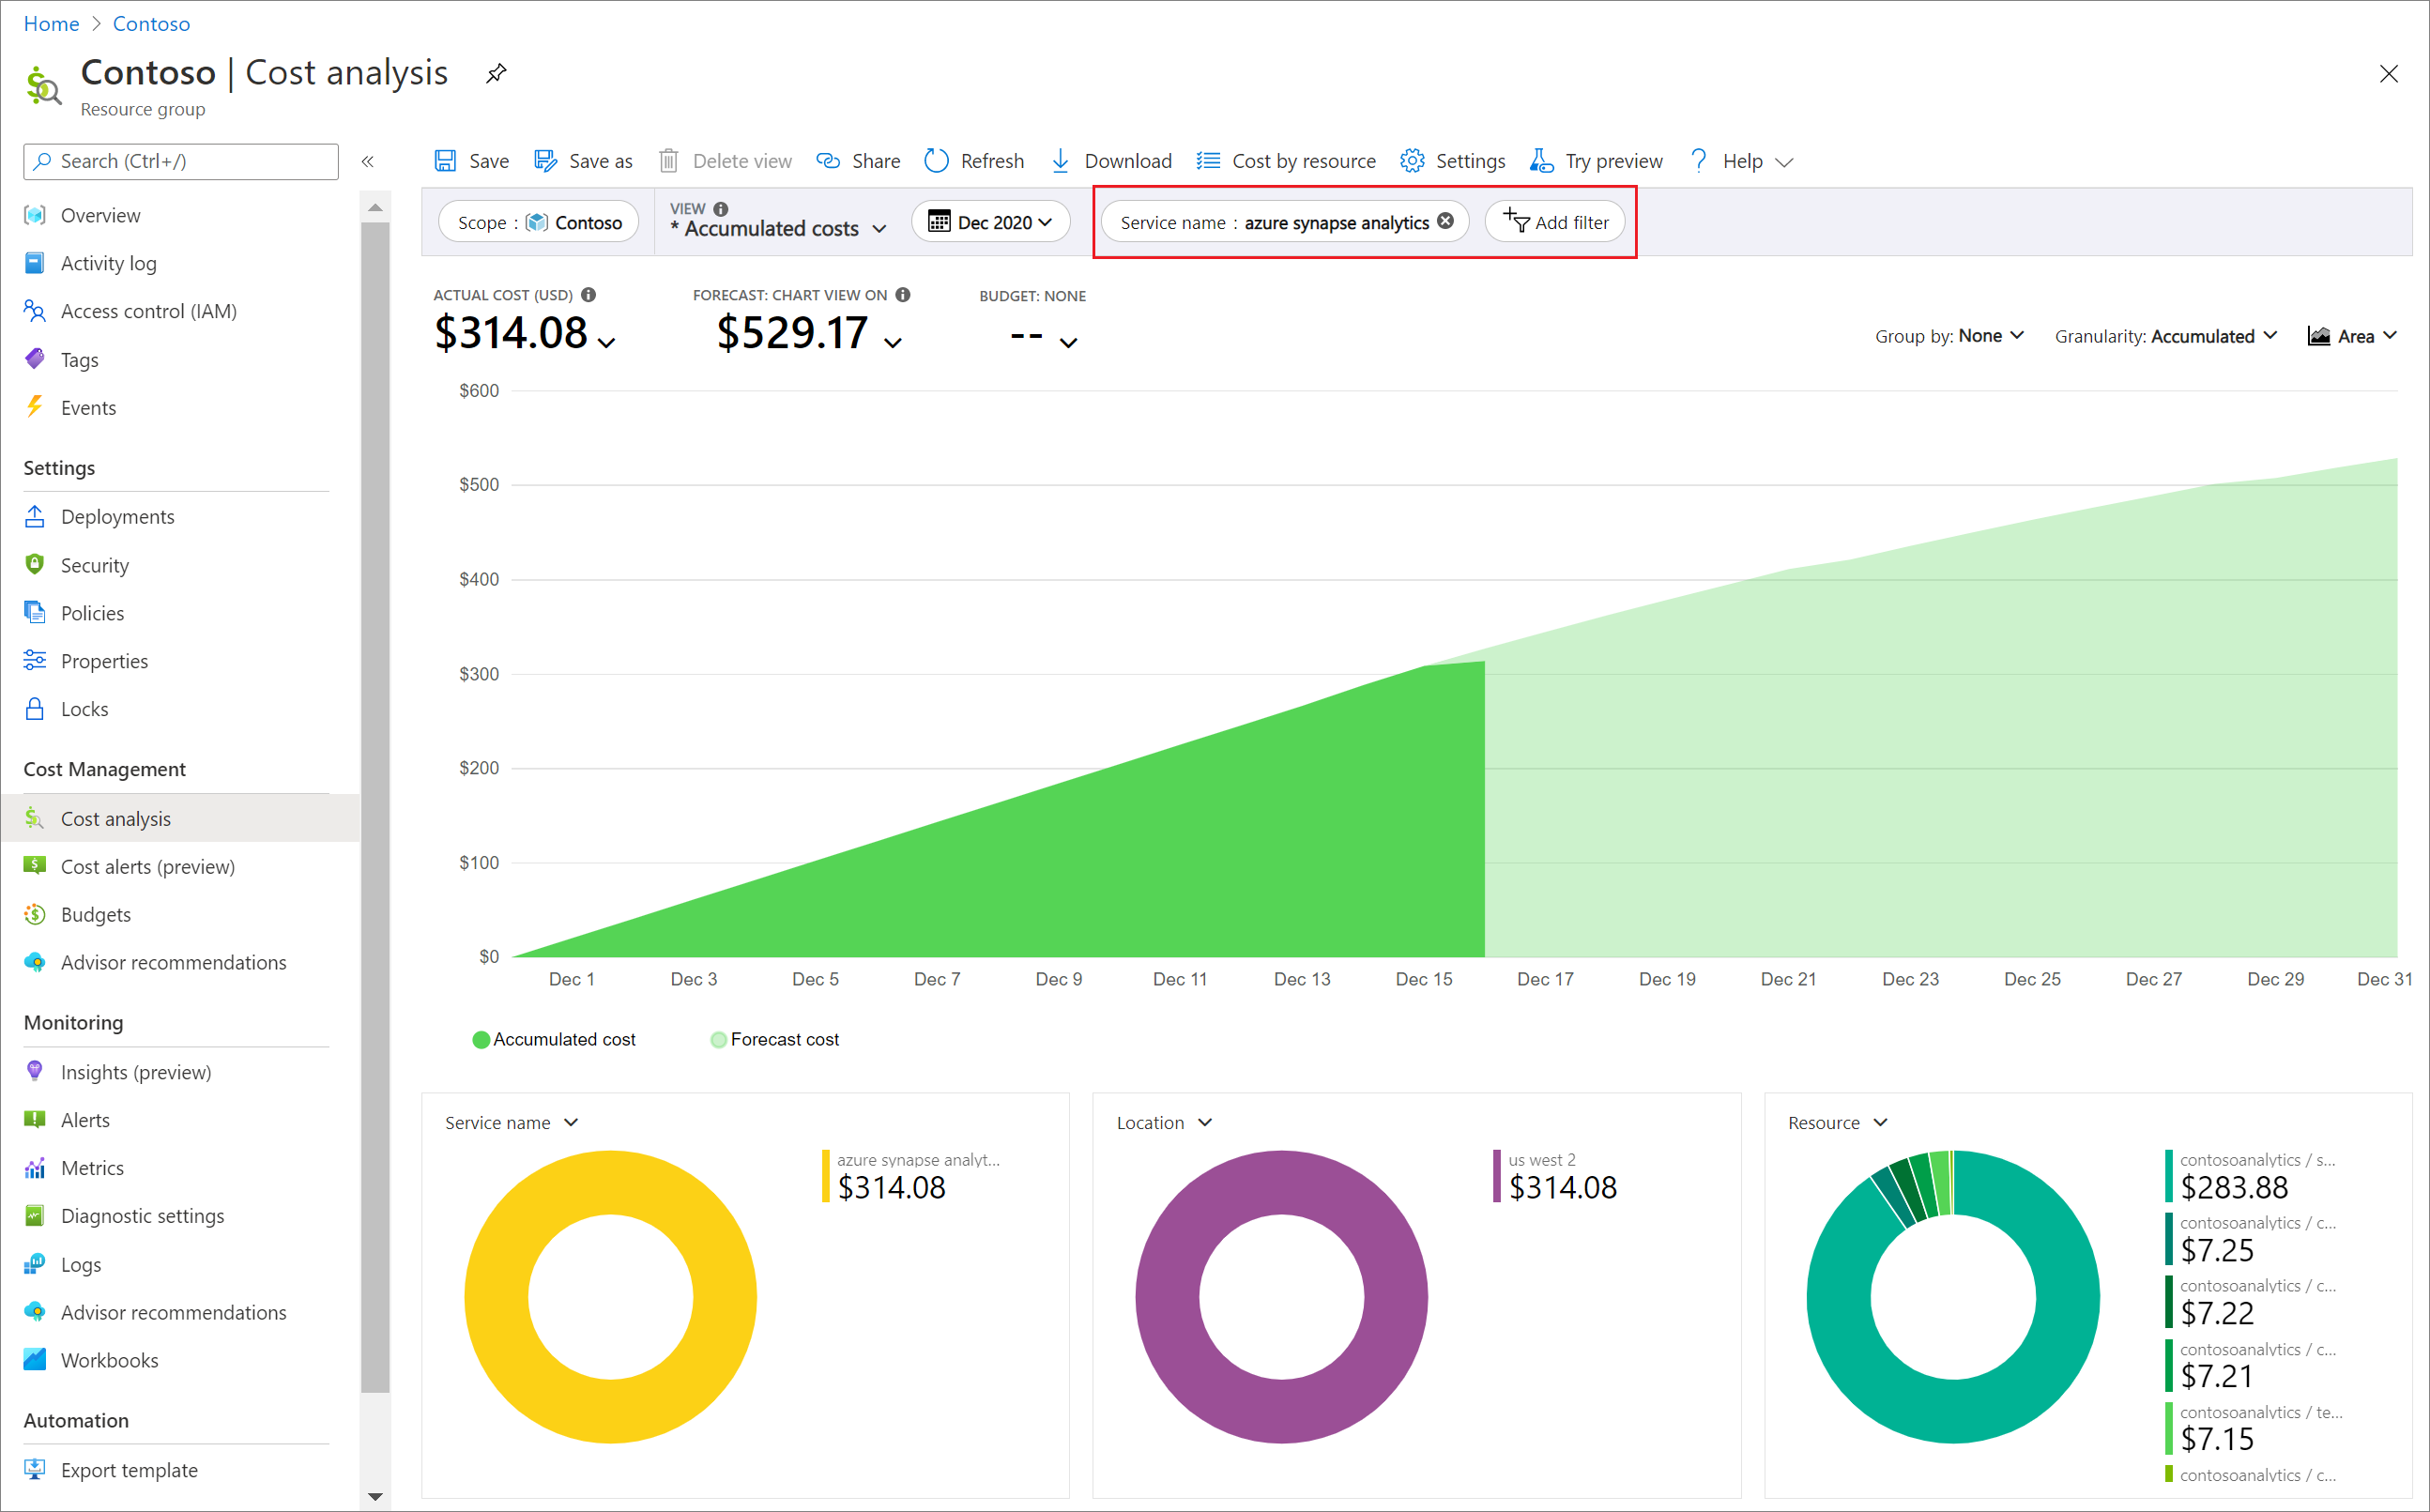 Home > Contoso
Contoso | Cost analysis
Resource group
Search (Ctrl+/)
«
Overview
Activity log
Access control (IAM)
Tags
Events
Settings
Deployments
Security
Policies
Properties
Locks
Cost Management
Cost analysis
Cost alerts (preview)
Budgets
Advisor recommendations
Monitoring
Insights (preview)
Alerts
Metrics
Diagnostic settings
Logs
Advisor recommendations
Workbooks
Automation
Export template
Save Save as Delete view Share Refresh Download Cost by resource Settings Try preview ? Help
Scope : Contoso
VIEW
* Accumulated costs
Dec 2020
Service name : azure synapse analytics
Add filter
ACTUAL COST (USD)
$314.08
FORECAST: CHART VIEW ON
$529.17
BUDGET: NONE
--
Group by: None
Granularity: Accumulated
Area
$600
$500
$400
$300
$200
$100
$0
Dec 1 Dec 3 Dec 5 Dec 7 Dec 9 Dec 11 Dec 13 Dec 15 Dec 17 Dec 19 Dec 21 Dec 23 Dec 25 Dec 27 Dec 29 Dec 31
Accumulated cost Forecast cost
Service name
azure synapse analyt...
$314.08
Location
us west 2
$314.08
Resource
contosoanalytics / s...
$283.88
contosoanalytics / c...
$7.25
contosoanalytics / c...
$7.22
contosoanalytics / c...
$7.21
contosoanalytics / te...
$7.15
contosoanalytics / c...